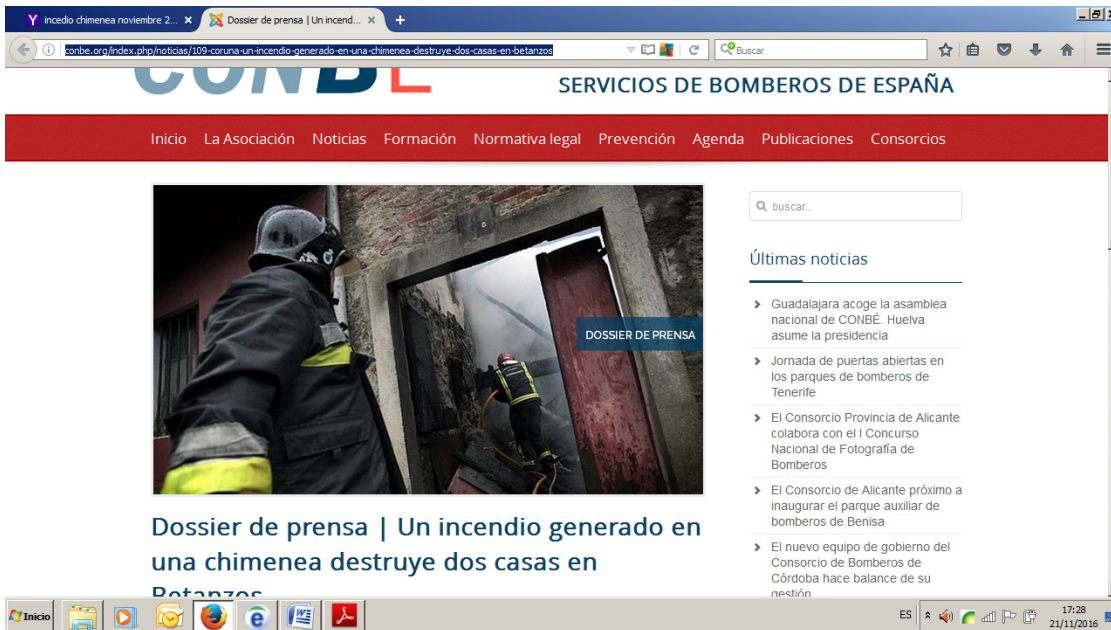 incedio chimenea noviembre 2...
Dossier de prensa | Un incend...
conbe.org/index.php/noticias/109-coruna-un-incendio-generado-en-una-chimenea-destruye-dos-casas-en-betanzos
Buscar
CONBE
SERVICIOS DE BOMBEROS DE ESPAÑA
Inicio La Asociación Noticias Formación Normativa legal Prevención Agenda Publicaciones Consorcios
DOSSIER DE PRENSA
Dossier de prensa | Un incendio generado en
una chimenea destruye dos casas en
Betanzos
buscar...
Últimas noticias
Guadalajara acoge la asamblea
nacional de CONBÉ. Huelva
asume la presidencia
Jornada de puertas abiertas en
los parques de bomberos de
Tenerife
El Consorcio Provincia de Alicante
colabora con el I Concurso
Nacional de Fotografía de
Bomberos
El Consorcio de Alicante próximo a
inaugurar el parque auxiliar de
bomberos de Benisa
El nuevo equipo de gobierno del
Consorcio de Bomberos de
Córdoba hace balance de su
gestión
Inicio
ES
17:28
21/11/2016